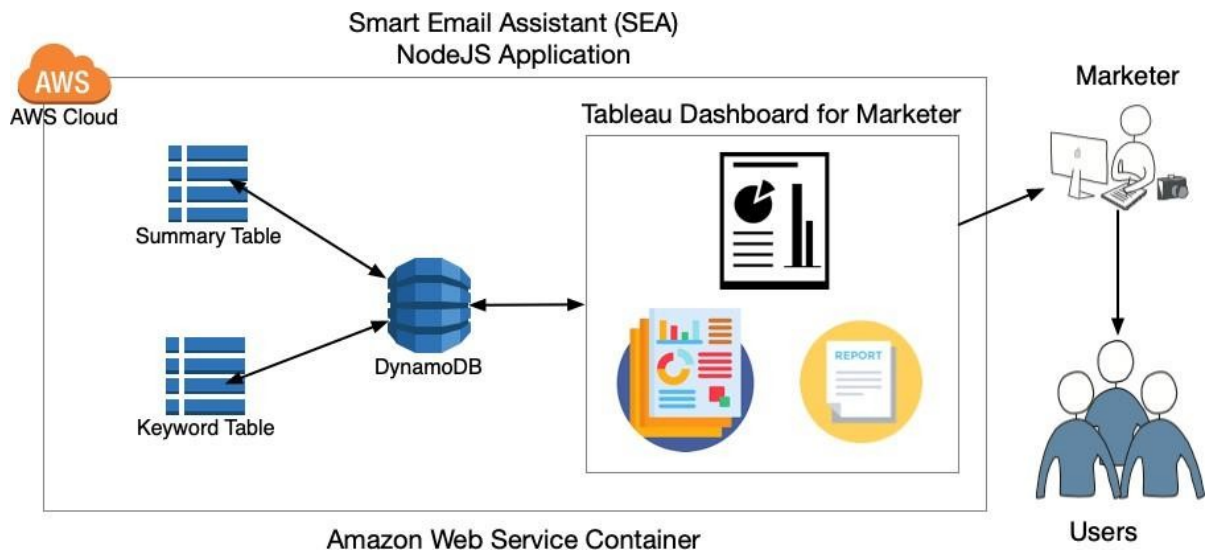 Smart Email Assistant (SEA)
NodeJS Application
AWS
AWS Cloud
Tableau Dashboard for Marketer
Marketer
Summary Table
DynamoDB
REPORT
Keyword Table
Amazon Web Service Container
Users